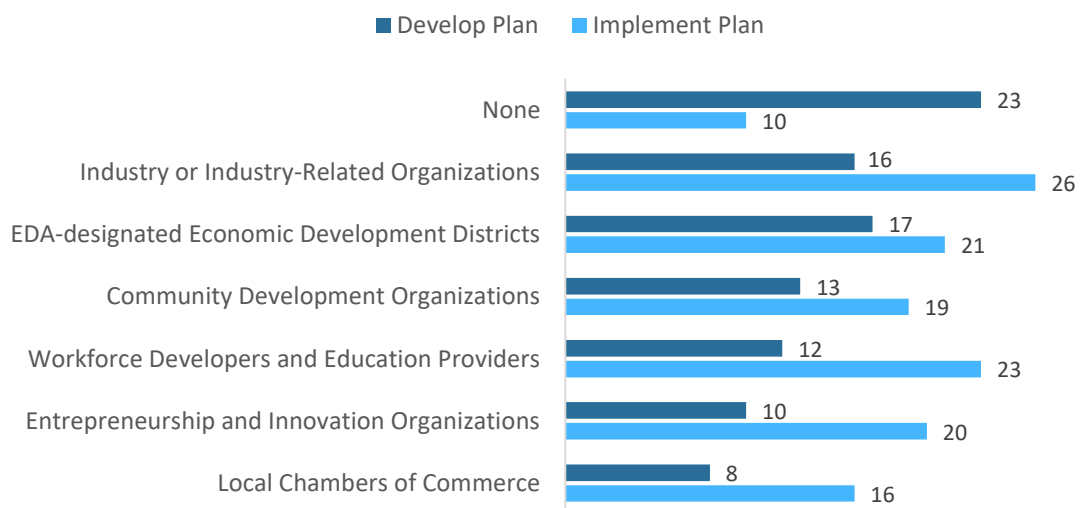 Develop Plan Implement Plan
None 23
10
Industry or Industry-Related Organizations 16
26
EDA-designated Economic Development Districts 17
21
Community Development Organizations 13
19
Workforce Developers and Education Providers 12
23
Entrepreneurship and Innovation Organizations 10
20
Local Chambers of Commerce 8
16